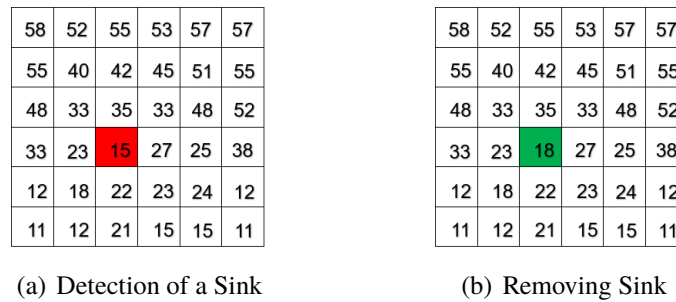 58 52 55 53 57 57
55 40 42 45 51 55
48 33 35 33 48 52
33 23 15 27 25 38
12 18 22 23 24 12
11 12 21 15 15 11
(a) Detection of a Sink
58 52 55 53 57 57
55 40 42 45 51 55
48 33 35 33 48 52
33 23 18 27 25 38
12 18 22 23 24 12
11 12 21 15 15 11
(b) Removing Sink